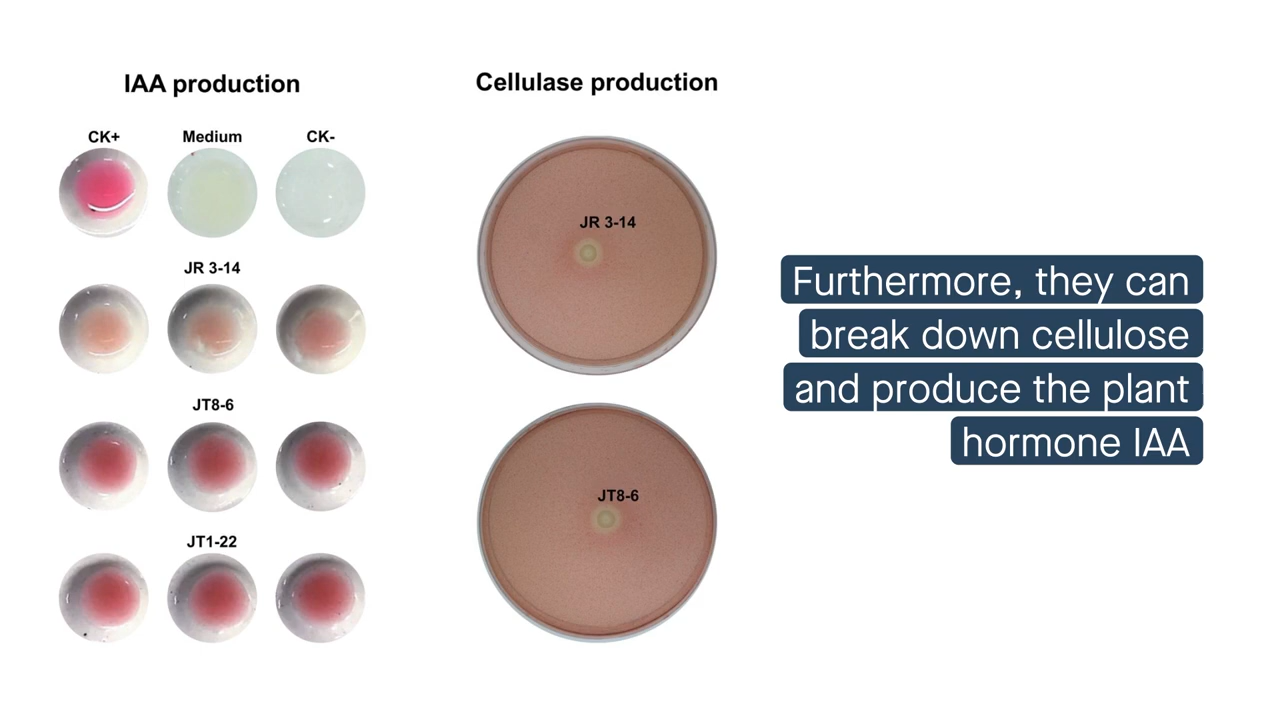 IAA production
CK+ Medium CK-
JR 3-14
JT8-6
JT1-22
Cellulase production
JR 3-14
JT8-6
Furthermore, they can
break down cellulose
and produce the plant
hormone IAA